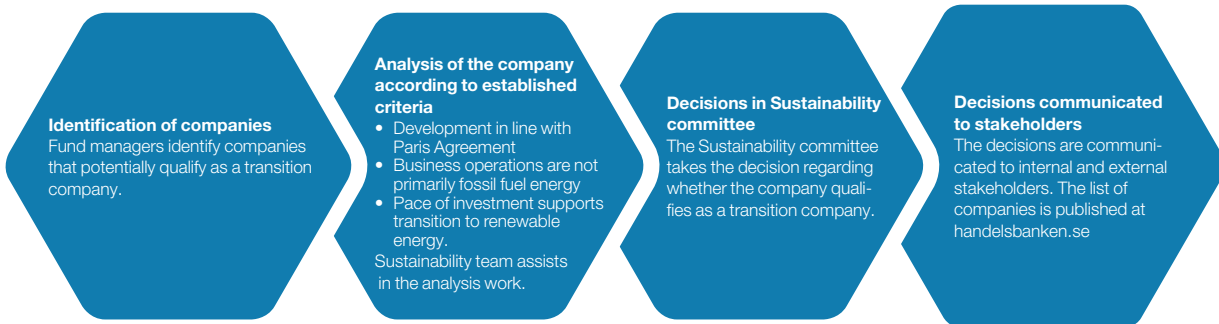 Identification of companies
Fund managers identify companies
that potentially qualify as a transition
company.
Analysis of the company
according to established
criteria
• Development in line with
Paris Agreement
• Business operations are not
primarily fossil fuel energy
• Pace of investment supports
transition to renewable
energy.
Sustainability team assists
in the analysis work.
Decisions in Sustainability
committee
The Sustainability committee
takes the decision regarding
whether the company quali-
fies as a transition company.
Decisions communicated
to stakeholders
The decisions are communi-
cated to internal and external
stakeholders. The list of
companies is published at
handelsbanken.se